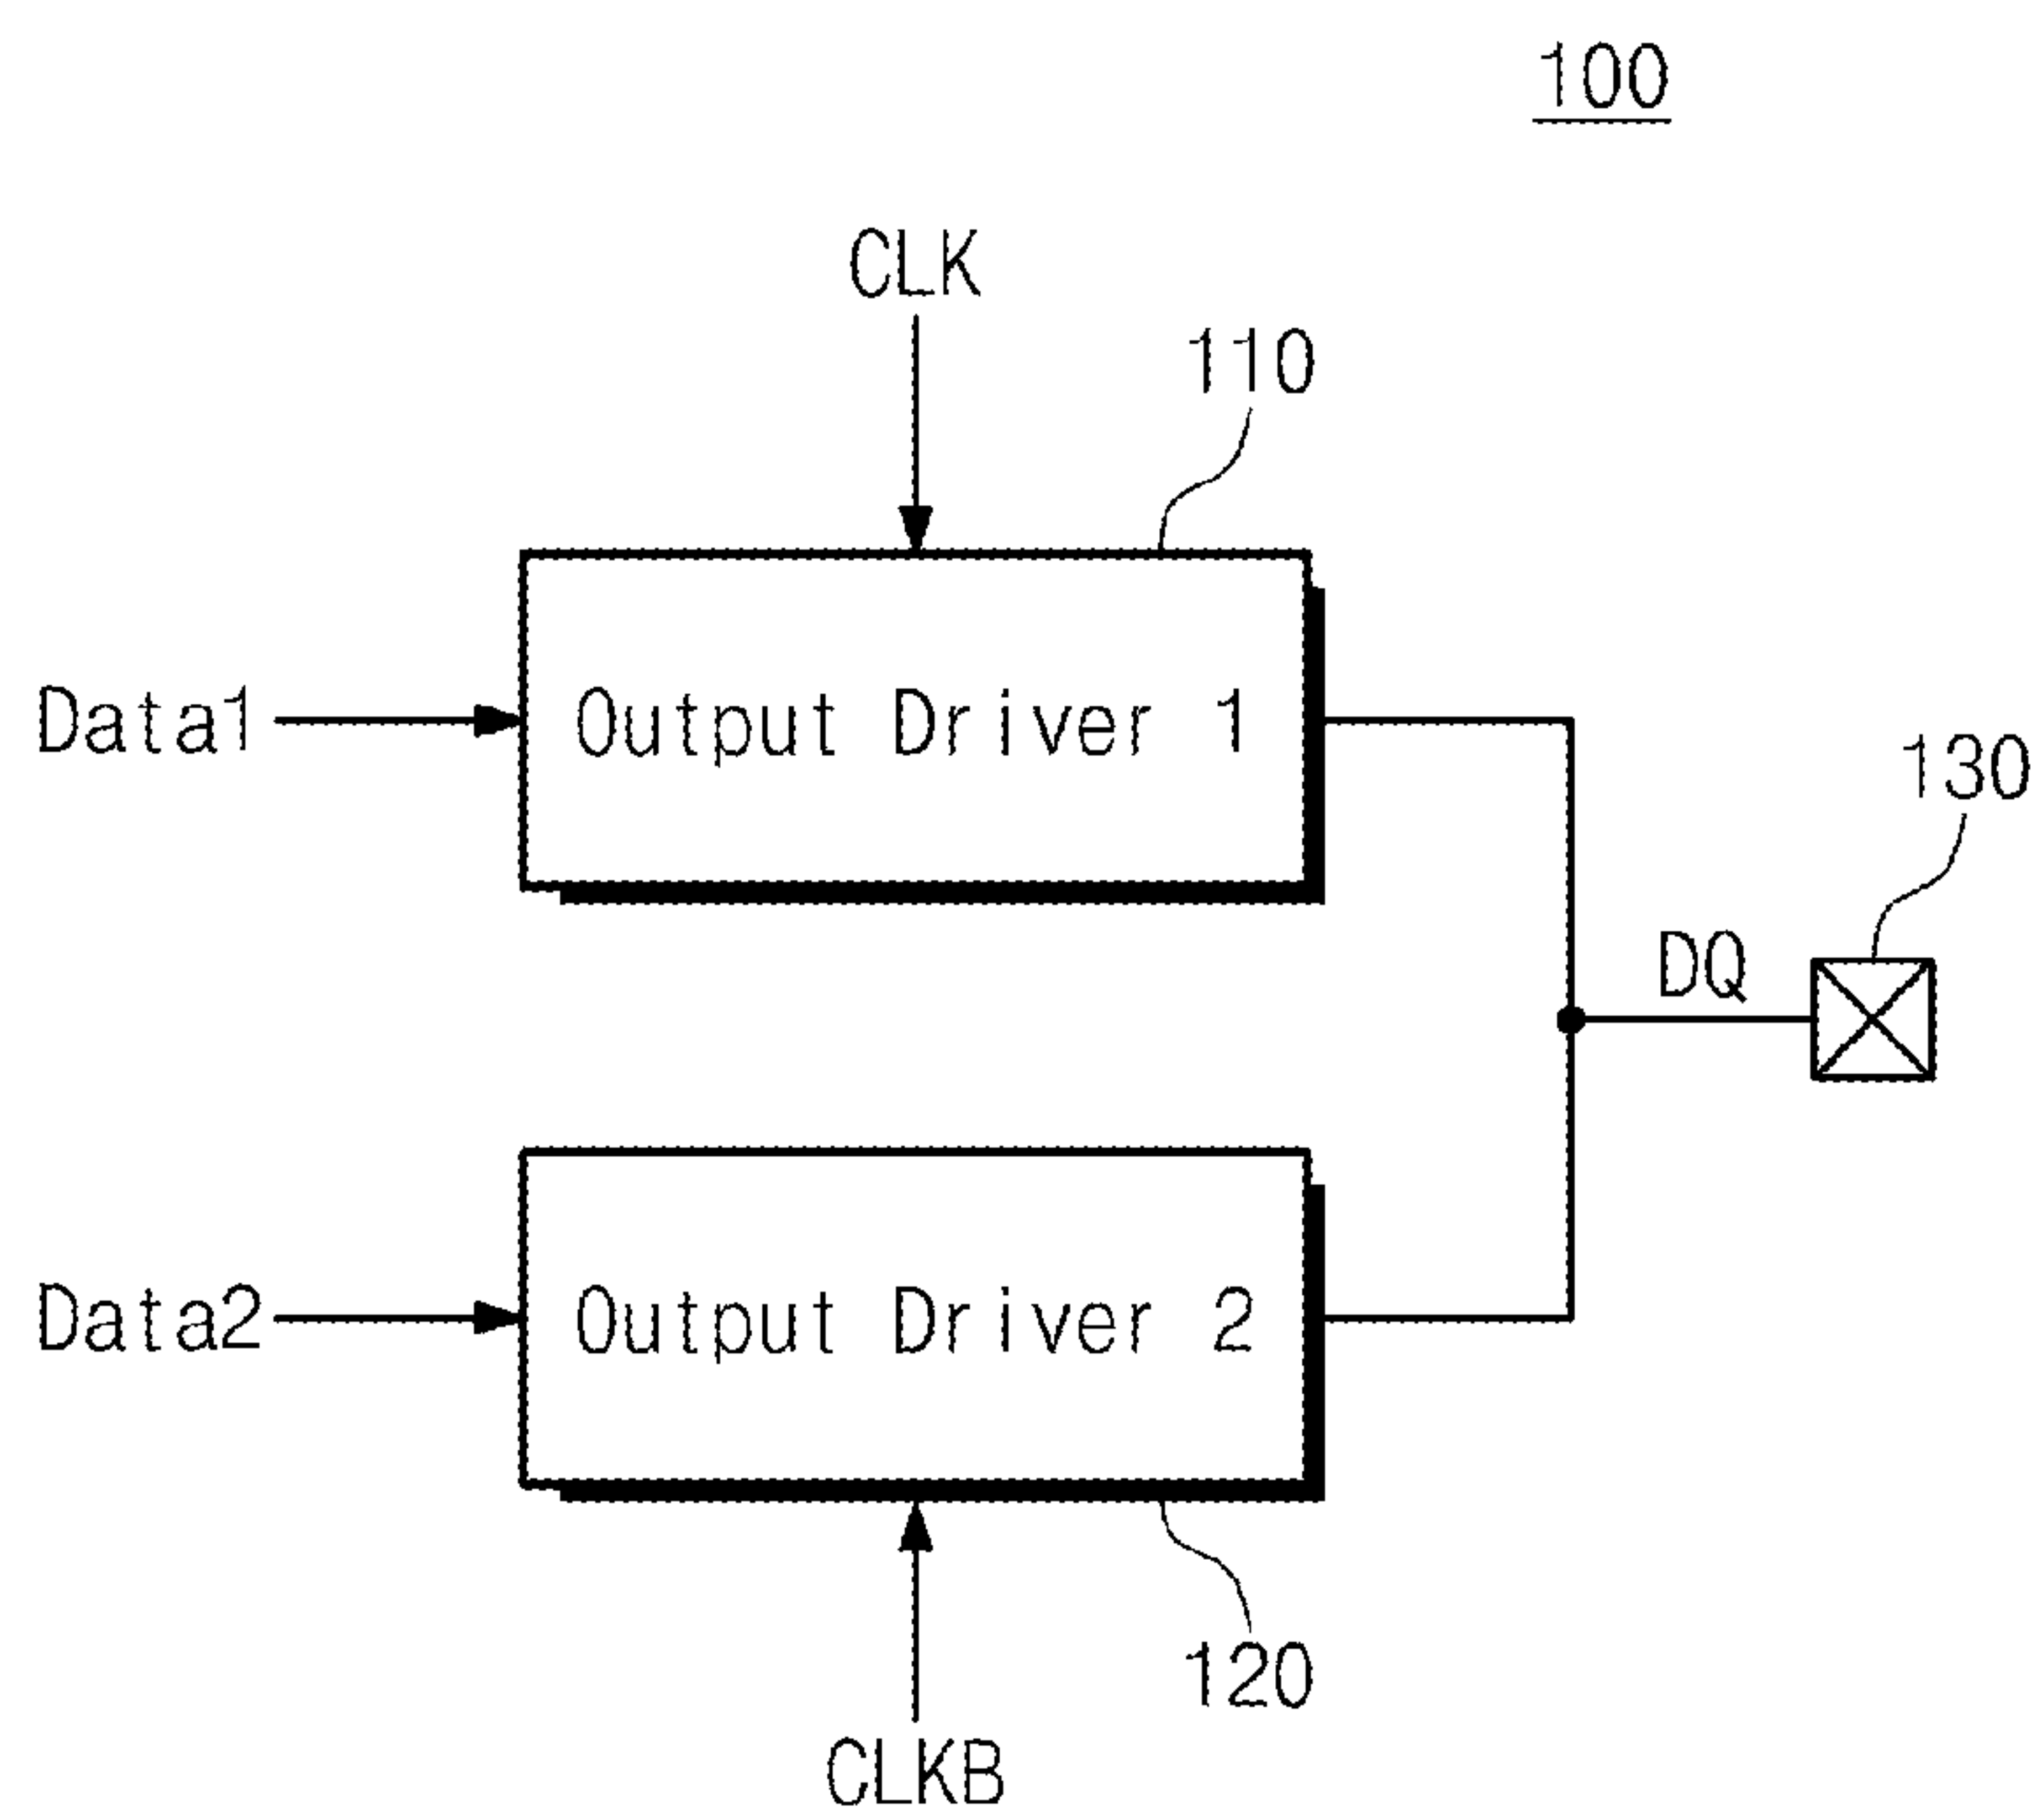 100
CLK
110
Data1
Output Driver 1
130
DQ
Data2
Output Driver 2
120
CLKB